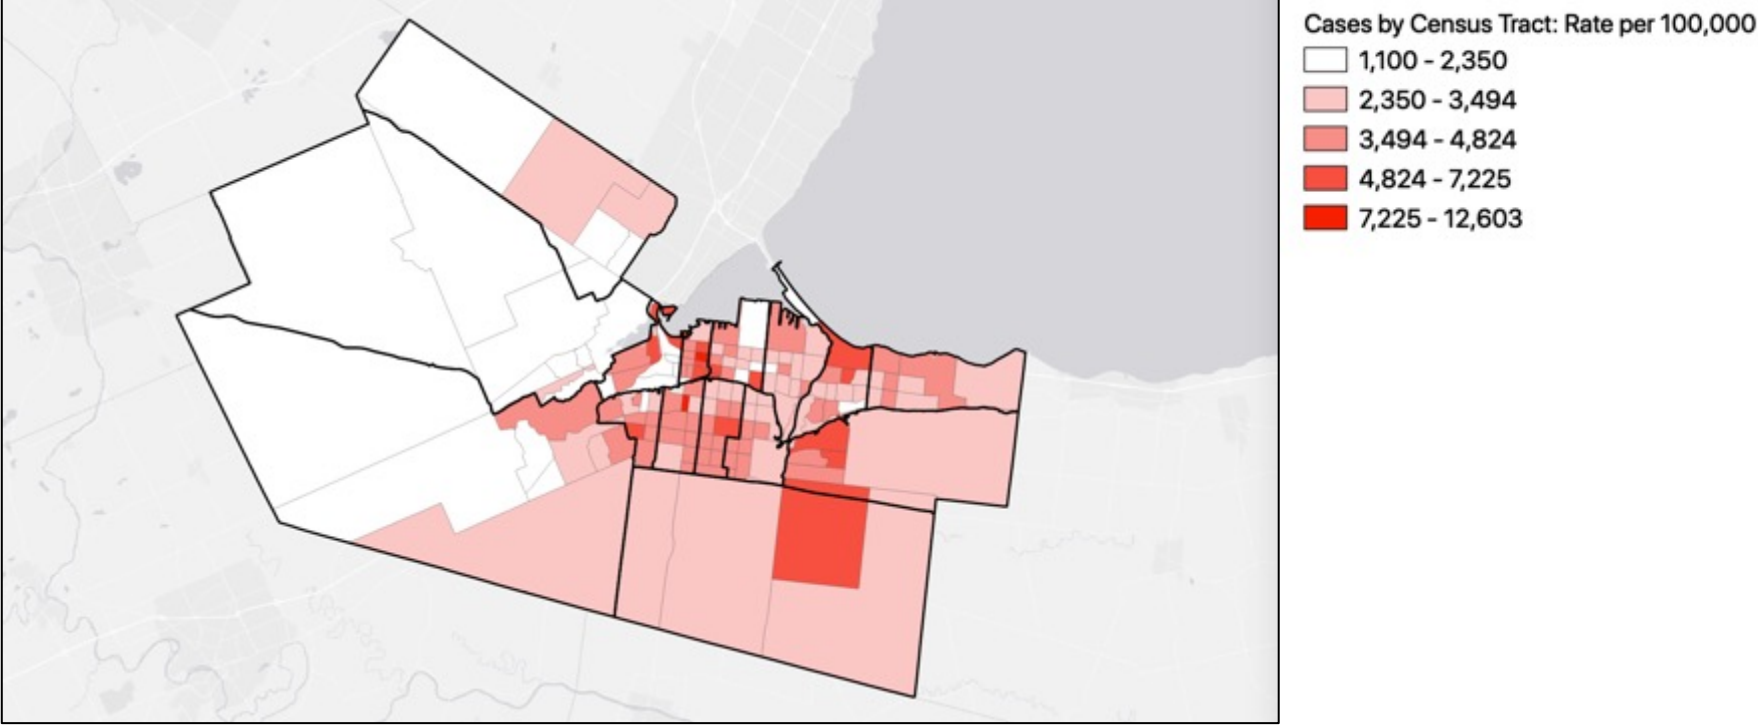 Cases by Census Tract: Rate per 100,000
1,100 - 2,350
2,350 - 3,494
3,494 - 4,824
4,824 - 7,225
7,225 - 12,603